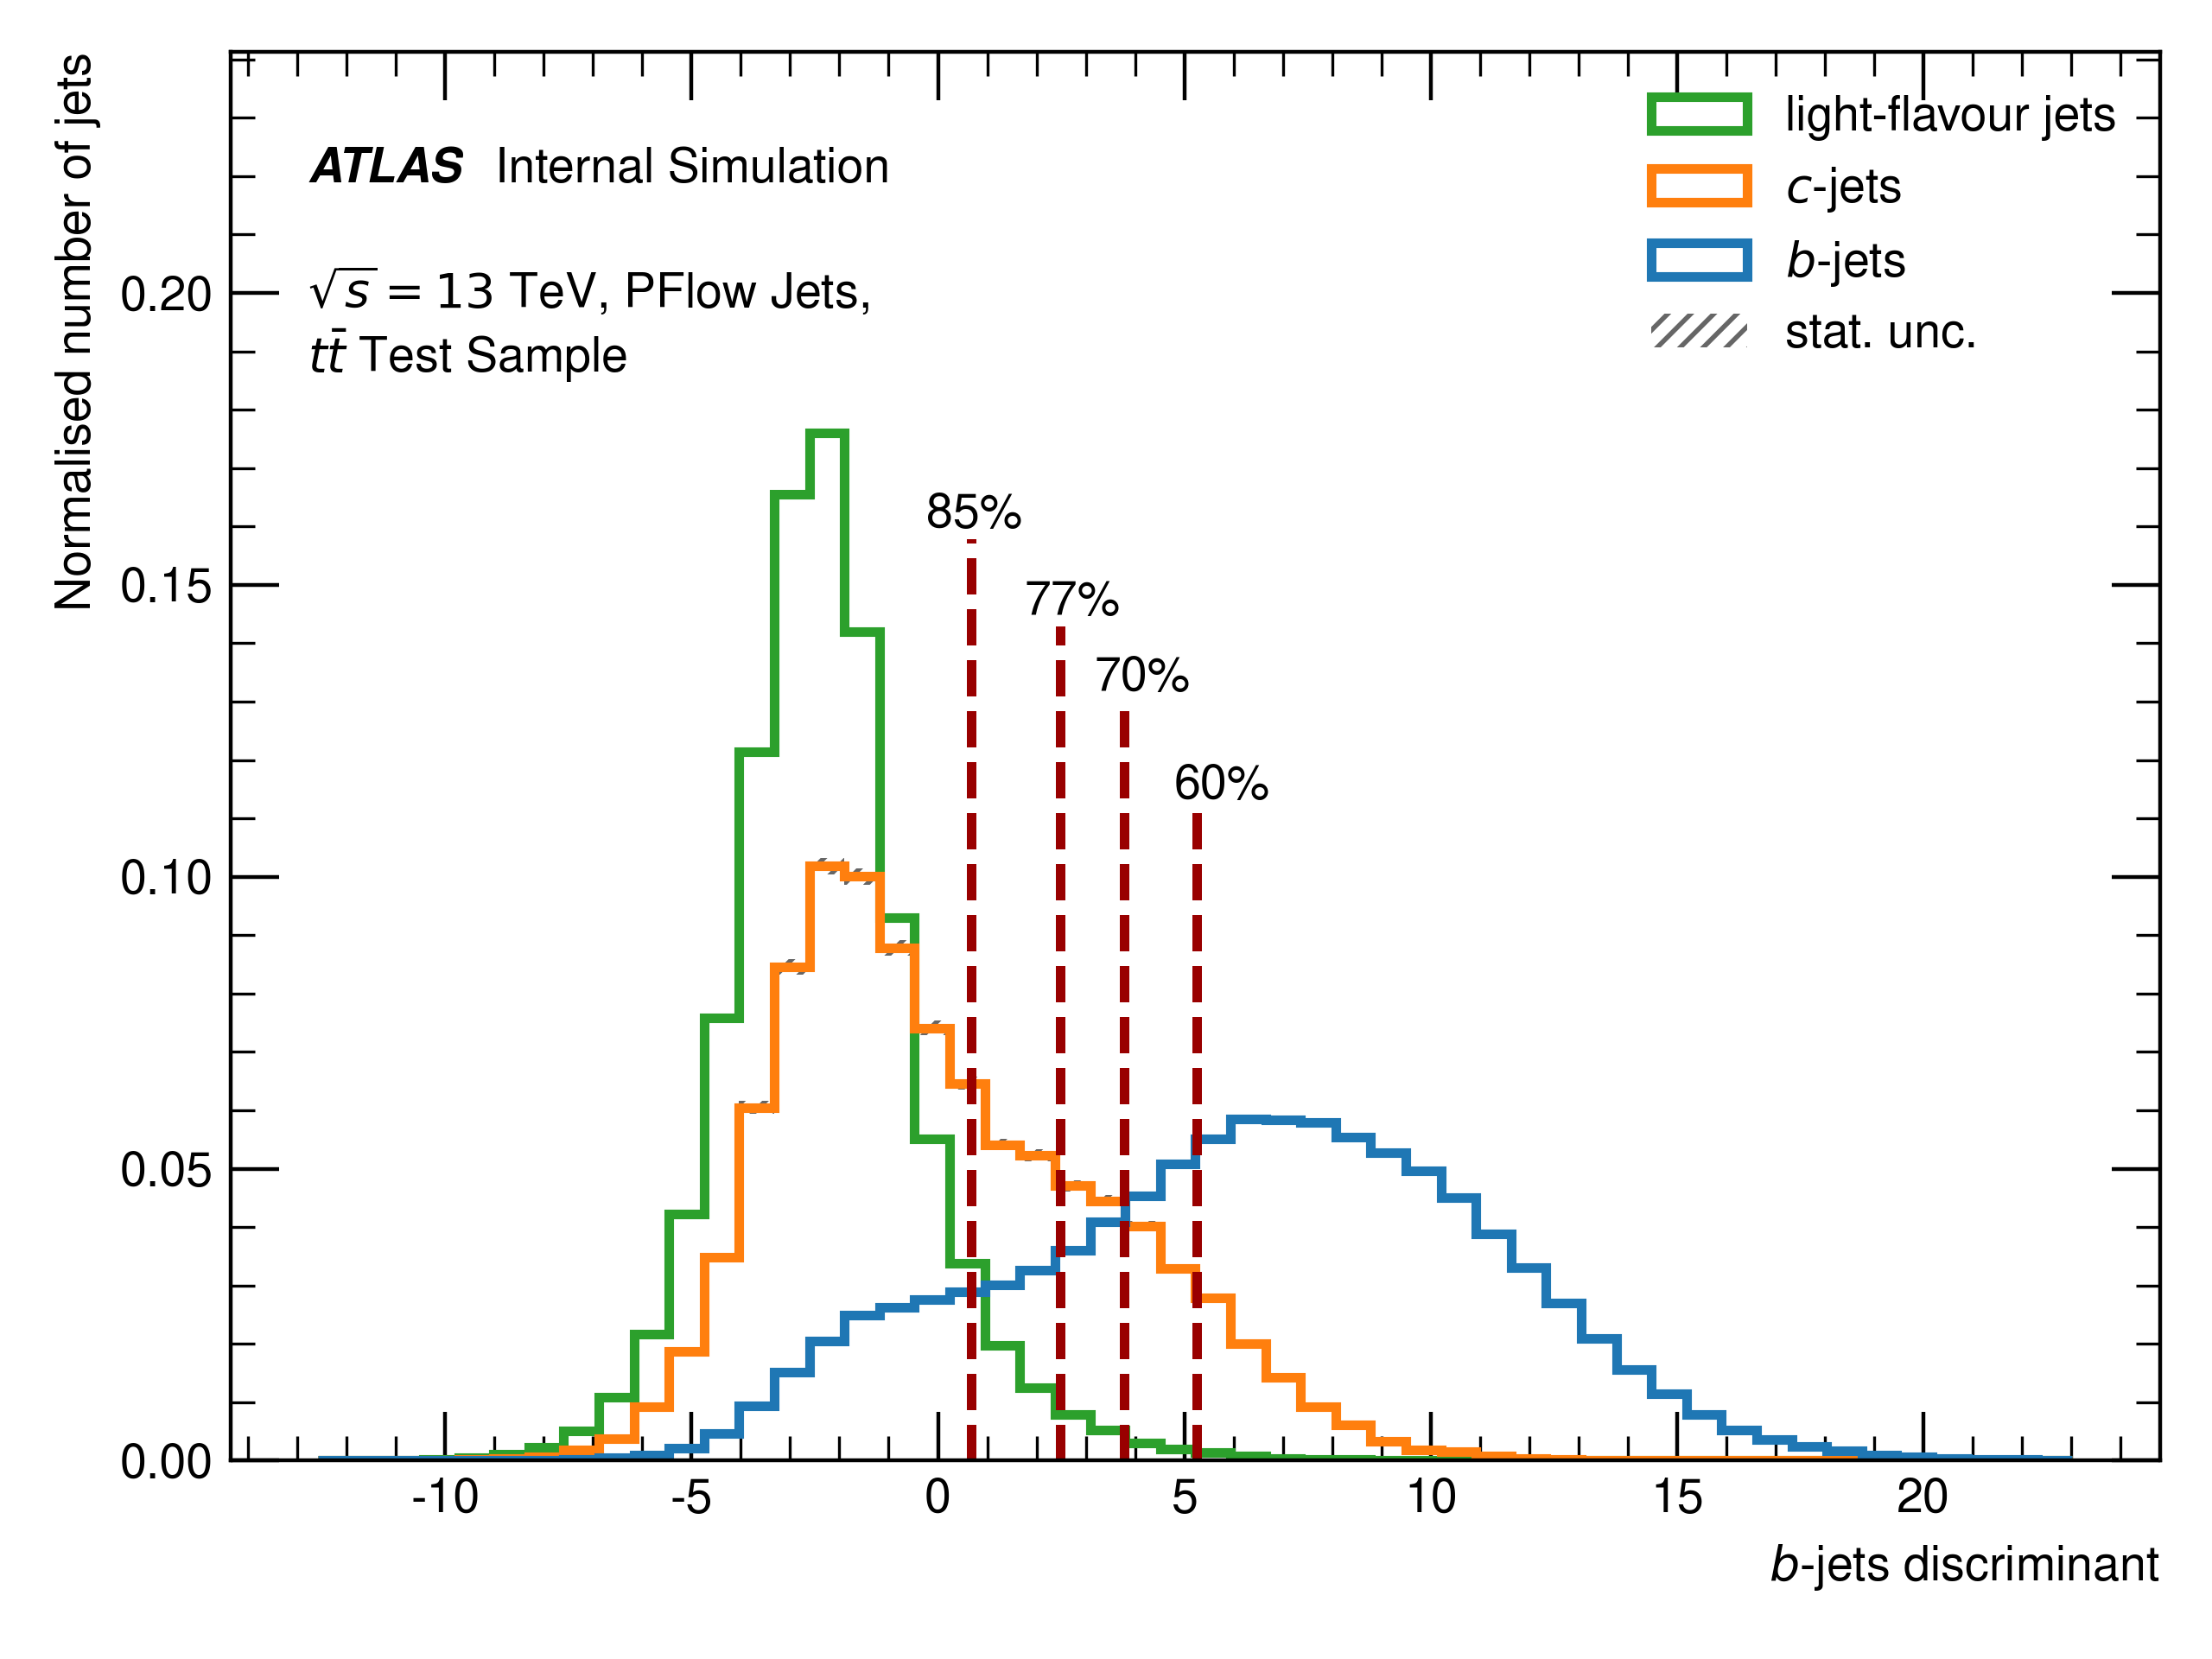 Normalised number of jets
ATLAS Internal Simulation
√s = 13 TeV, PFlow Jets,
tt̄ Test Sample
light-flavour jets
c-jets
b-jets
stat. unc.
85%
77%
70%
60%
0.20
0.15
0.10
0.05
0.00
-10 -5 0 5 10 15 20
b-jets discriminant